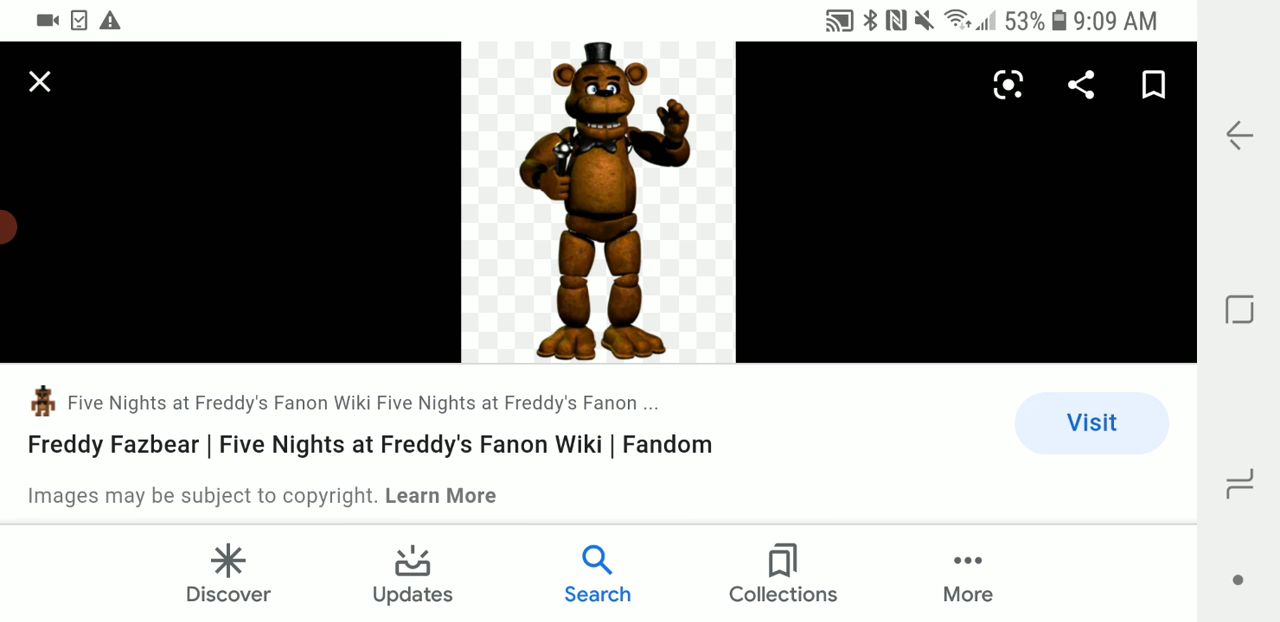 53% 9:09 AM
Five Nights at Freddy's Fanon Wiki Five Nights at Freddy's Fanon ...
Visit
Freddy Fazbear | Five Nights at Freddy's Fanon Wiki | Fandom
Images may be subject to copyright. Learn More
Discover Updates Search Collections More